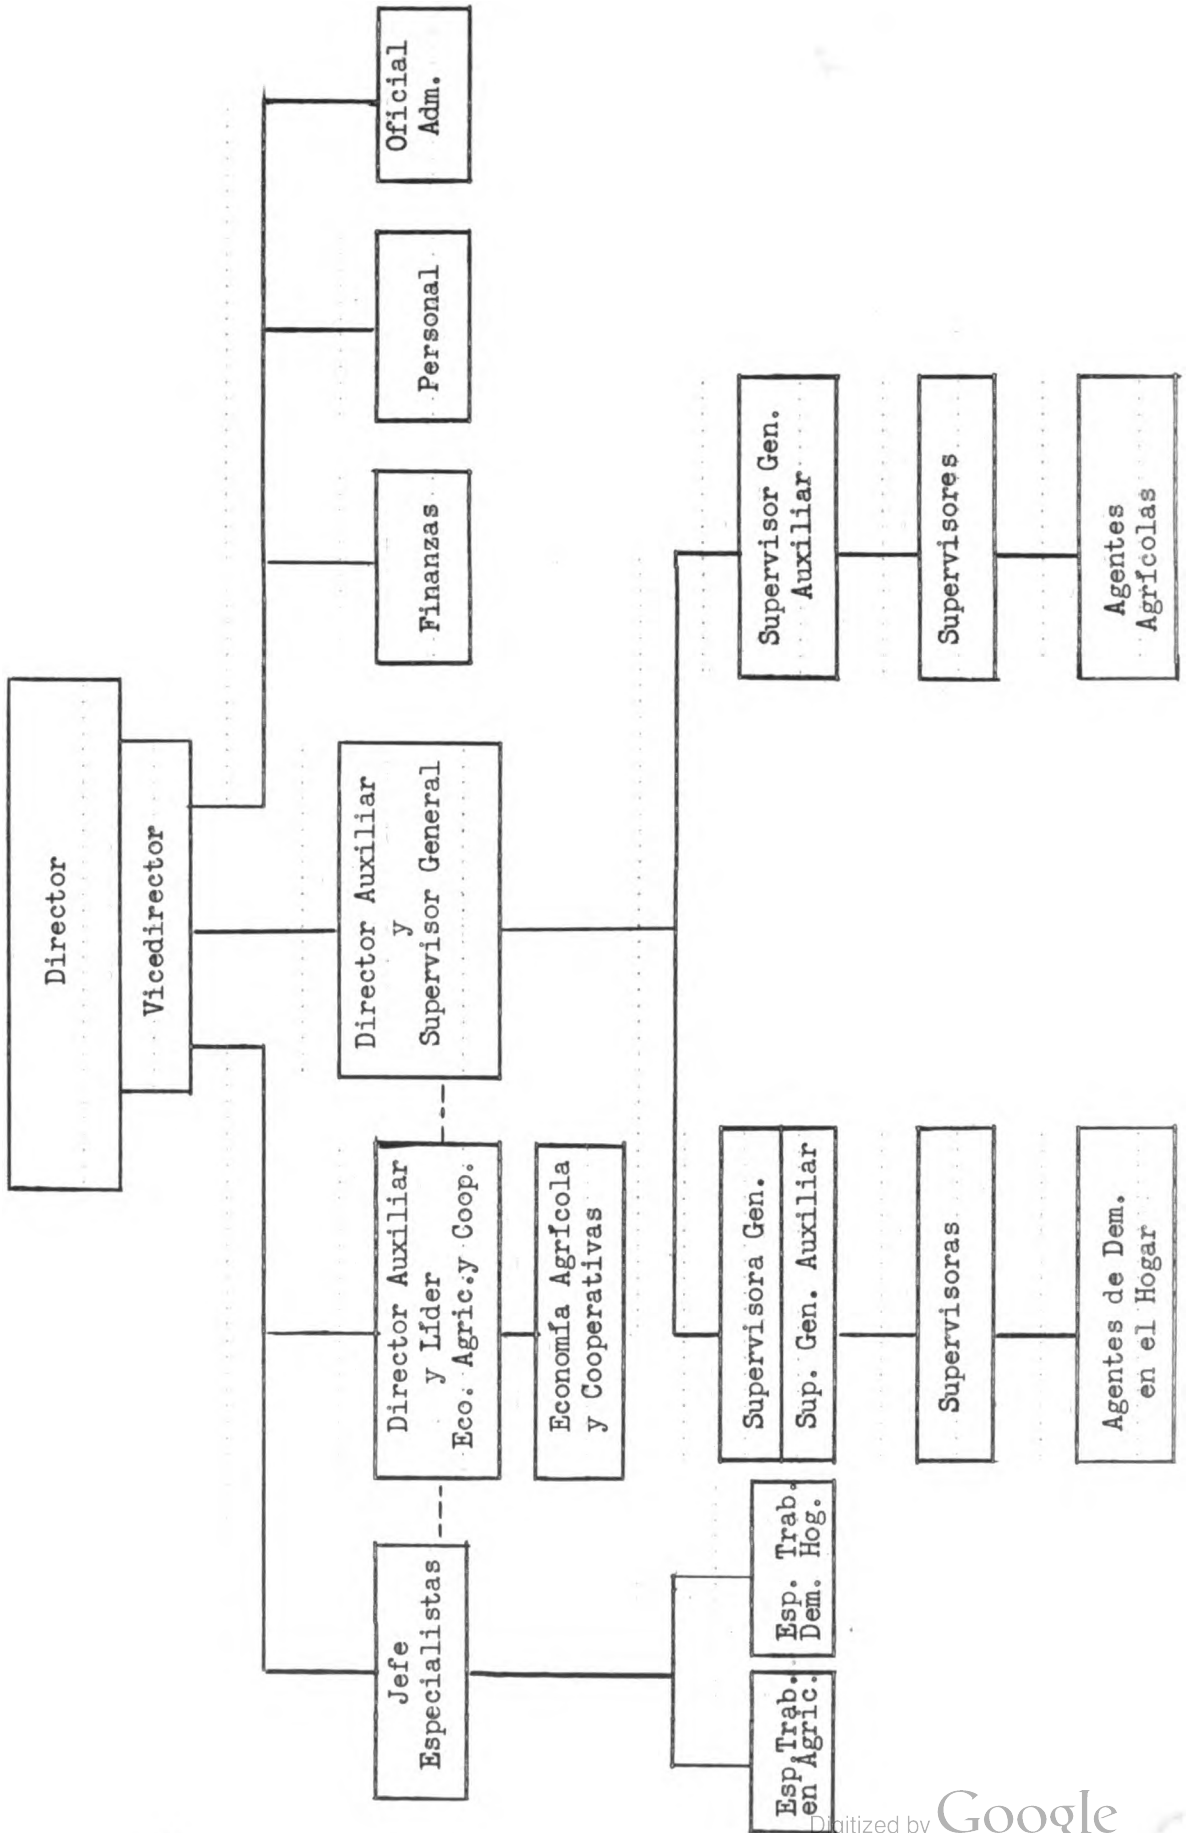 Director
Vicedirector
Jefe
Especialistas
Director Auxiliar
y Líder
Eco. Agric.y Coop.
Director Auxiliar
y
Supervisor General
Finanzas
Personal
Oficial
Adm.
Economía Agrícola
y Cooperativas
Esp.Trab.
en Agric.
Esp. Trab.
Dem. Hog.
Supervisora Gen.
Sup. Gen. Auxiliar
Supervisor Gen.
Auxiliar
Supervisoras
Supervisores
Agentes de Dem.
en el Hogar
Agentes
Agrícolas
Digitized by Google